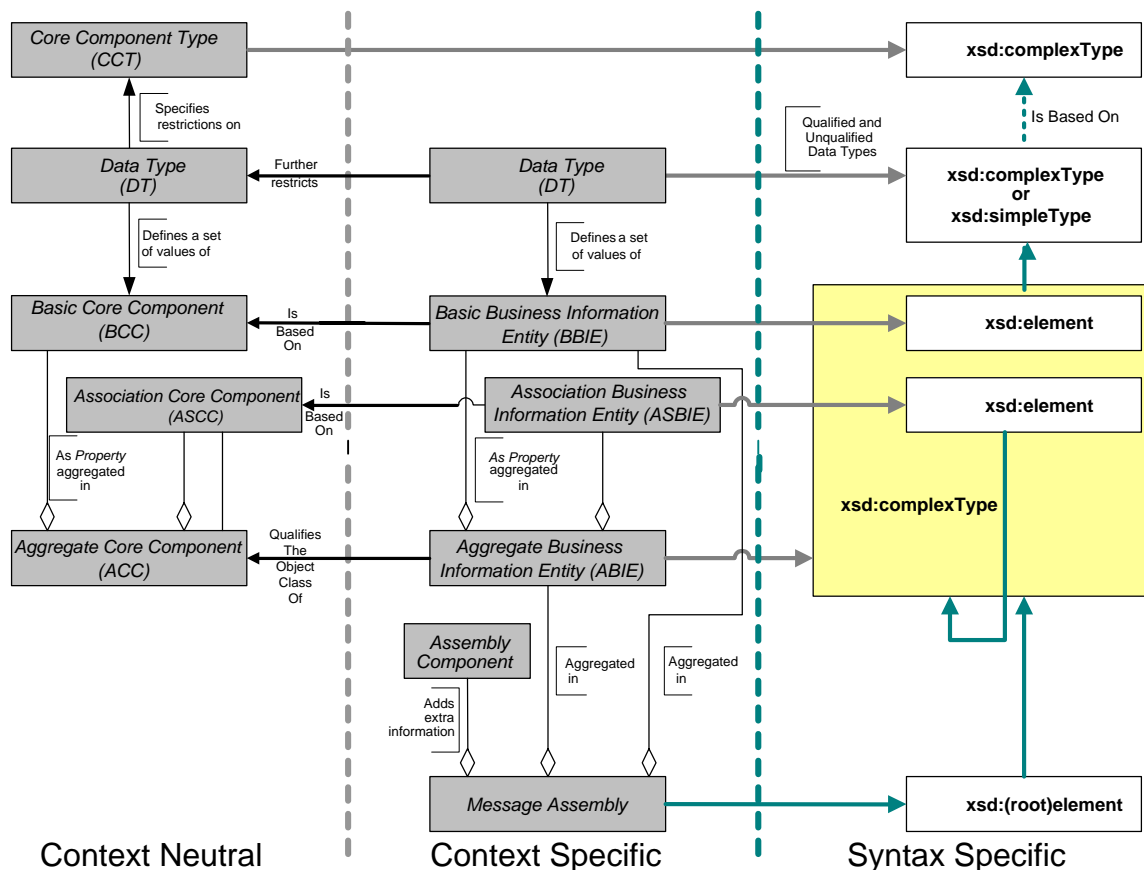 Core Component Type
(CCT)
xsd:complexType
Specifies
restrictions on
Qualified and
Unqualified
Data Types
Is Based On
Data Type
(DT)
Further
restricts
Data Type
(DT)
xsd:complexType
or
xsd:simpleType
Defines a set
of values of
Defines a set
of values of
Basic Core Component
(BCC)
Is
Based
On
Basic Business Information
Entity (BBIE)
xsd:element
Association Core Component
(ASCC)
Is
Based
On
Association Business
Information Entity (ASBIE)
xsd:element
As Property
aggregated
in
As Property
aggregated
in
xsd:complexType
Aggregate Core Component
(ACC)
Qualifies
The
Object
Class
Of
Aggregate Business
Information Entity (ABIE)
Assembly
Component
Aggregated
in
Aggregated
in
Adds
extra
information
Message Assembly
xsd:(root)element
Context Neutral
Context Specific
Syntax Specific